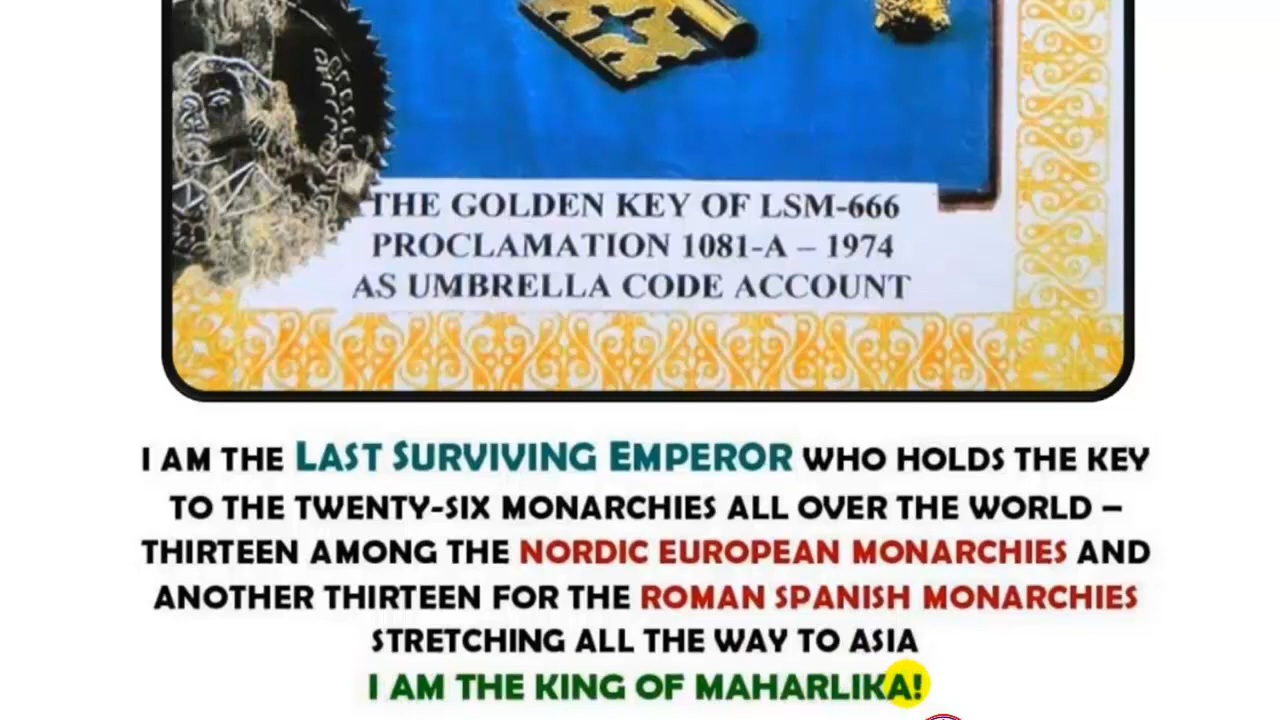 THE GOLDEN KEY OF LSM-666
PROCLAMATION 1081-A – 1974
AS UMBRELLA CODE ACCOUNT
I AM THE LAST SURVIVING EMPEROR WHO HOLDS THE KEY
TO THE TWENTY-SIX MONARCHIES ALL OVER THE WORLD –
THIRTEEN AMONG THE NORDIC EUROPEAN MONARCHIES AND
ANOTHER THIRTEEN FOR THE ROMAN SPANISH MONARCHIES
STRETCHING ALL THE WAY TO ASIA
I AM THE KING OF MAHARLIKA!